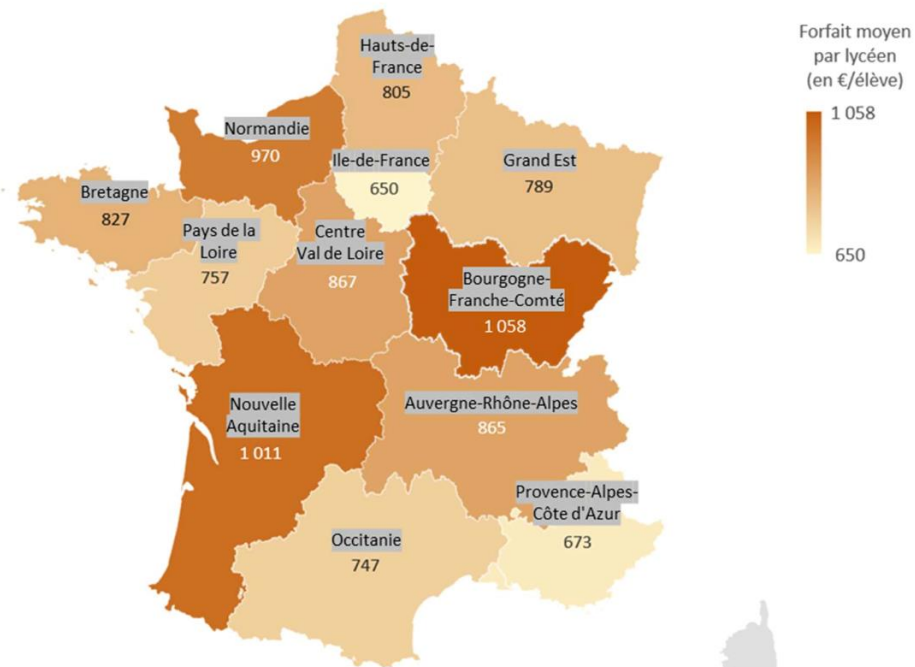 Forfait moyen
par lycéen
(en €/élève)
1 058
650
Hauts-de-
France
805
Normandie
970
Ile-de-France
650
Grand Est
789
Bretagne
827
Pays de la
Loire
757
Centre
Val de Loire
867
Bourgogne-
Franche-Comté
1 058
Nouvelle
Aquitaine
1 011
Auvergne-Rhône-Alpes
865
Provence-Alpes-
Côte d'Azur
673
Occitanie
747